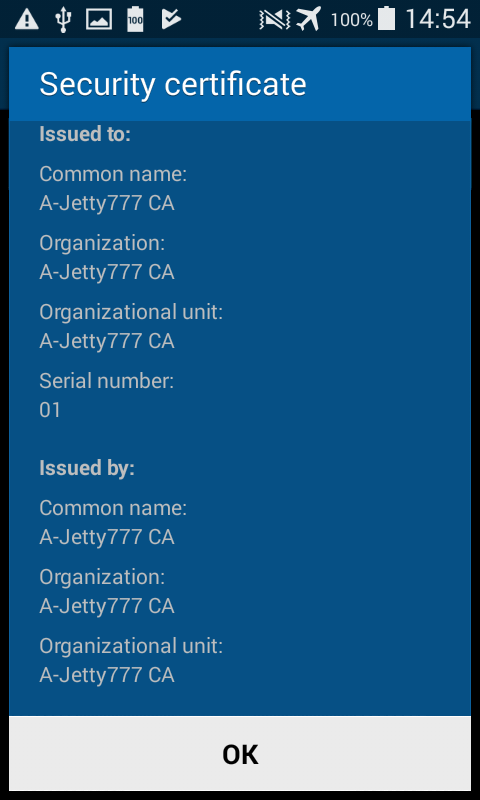 100% 14:54
Security certificate
Issued to:
Common name:
A-Jetty777 CA
Organization:
A-Jetty777 CA
Organizational unit:
A-Jetty777 CA
Serial number:
01
Issued by:
Common name:
A-Jetty777 CA
Organization:
A-Jetty777 CA
Organizational unit:
A-Jetty777 CA
OK